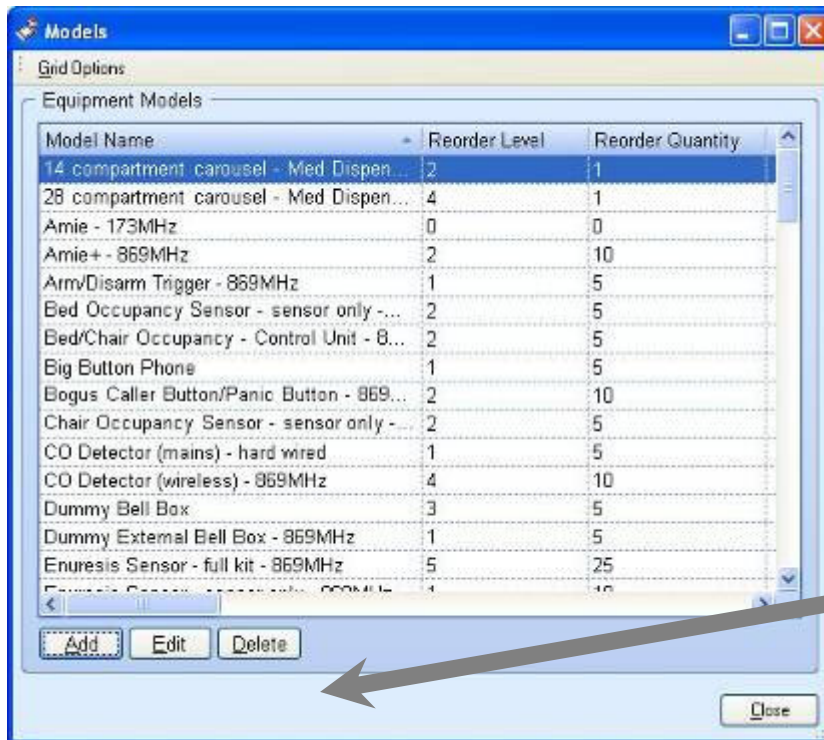 Models
Grid Options
Equipment Models
Model Name Reorder Level Reorder Quantity
14 compartment carousel - Med Dispen... 2 1
28 compartment carousel - Med Dispen... 4 1
Amie - 173MHz 0 0
Amie+ - 869MHz 2 10
Arm/Disarm Trigger - 869MHz 1 5
Bed Occupancy Sensor - sensor only -... 2 5
Bed/Chair Occupancy - Control Unit - 8... 2 5
Big Button Phone 1 5
Bogus Caller Button/Panic Button - 869... 2 10
Chair Occupancy Sensor - sensor only -... 2 5
CO Detector (mains) - hard wired 1 5
CO Detector (wireless) - 869MHz 4 10
Dummy Bell Box 3 5
Dummy External Bell Box - 869MHz 1 5
Enuresis Sensor - full kit - 869MHz 5 25
Add Edit Delete
Close